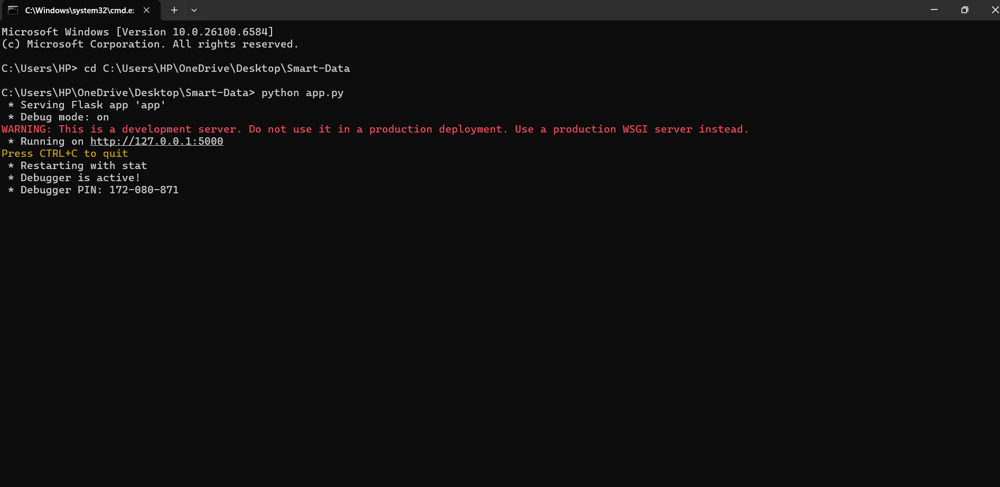 C:\Windows\system32\cmd.e
Microsoft Windows [Version 10.0.26100.6584]
(c) Microsoft Corporation. All rights reserved.
C:\Users\HP> cd C:\Users\HP\OneDrive\Desktop\Smart-Data
C:\Users\HP\OneDrive\Desktop\Smart-Data> python app.py
* Serving Flask app 'app'
* Debug mode: on
WARNING: This is a development server. Do not use it in a production deployment. Use a production WSGI server instead.
* Running on http://127.0.0.1:5000
Press CTRL+C to quit
* Restarting with stat
* Debugger is active!
* Debugger PIN: 172-080-871